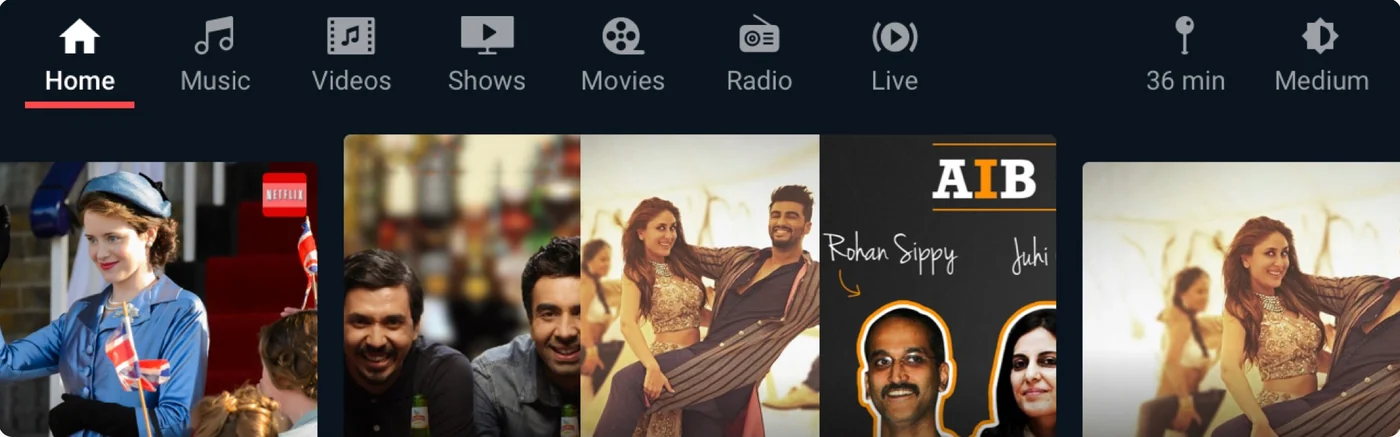 Home
Music
Videos
Shows
Movies
Radio
Live
36 min
Medium
NETFLIX
AIB
Rohan Sippy
Juhi